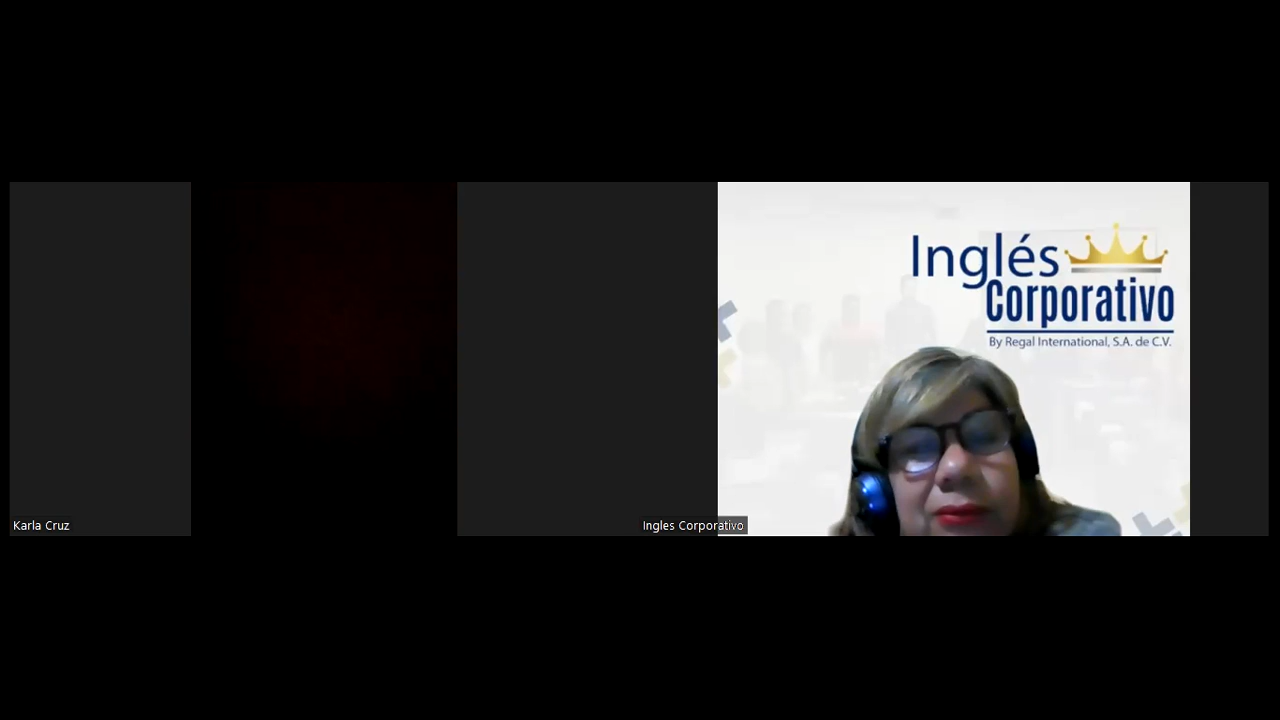 Inglés
Corporativo
By Regal International, S.A. de C.V.
Karla Cruz
Ingles Corporativo